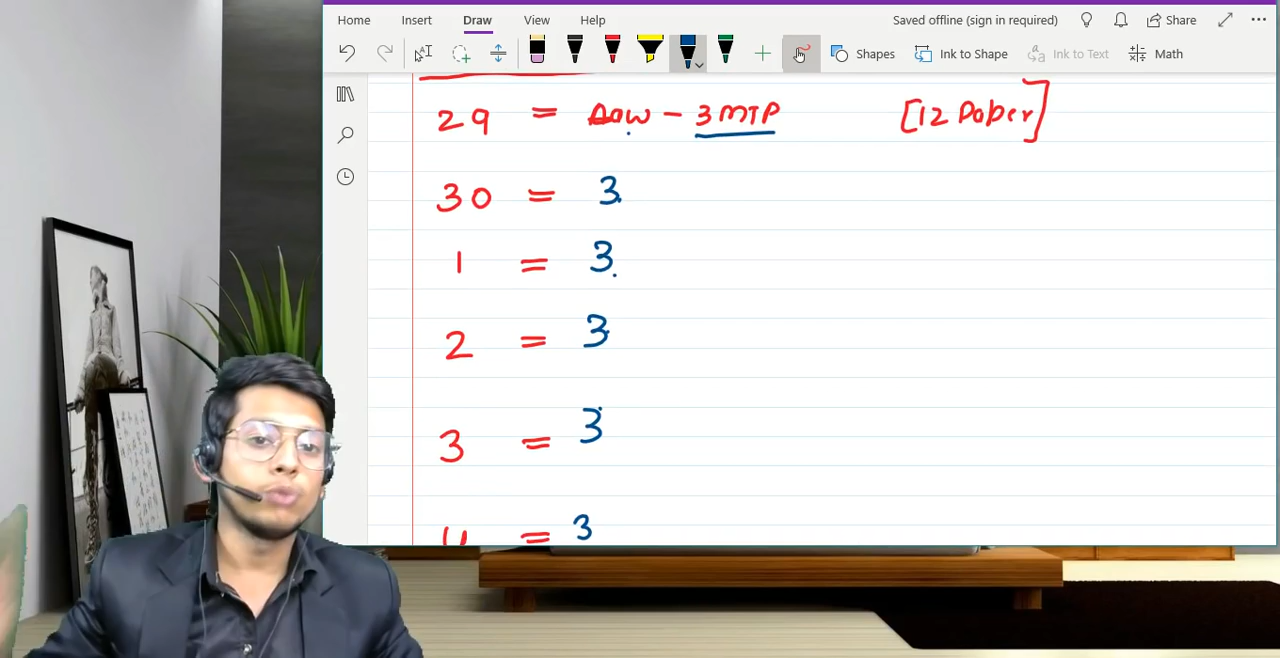 Home Insert Draw View Help Saved offline (sign in required) Share
Ink to Shape Ink to Text Math Shapes
29 = - 3 MTP [12 Paper]
30 = 3
1 = 3
2 = 3
3 = 3
4 = 3